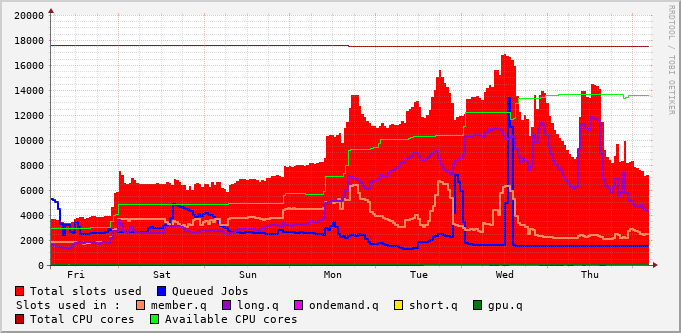 20000
18000
16000
14000
12000
10000
8000
6000
4000
2000
0
Fri Sat Sun Mon Tue Wed Thu
RRDTOOL / TOBI OETIKER
Total slots used Queued Jobs
Slots used in : member.q long.q ondemand.q short.q gpu.q
Total CPU cores Available CPU cores